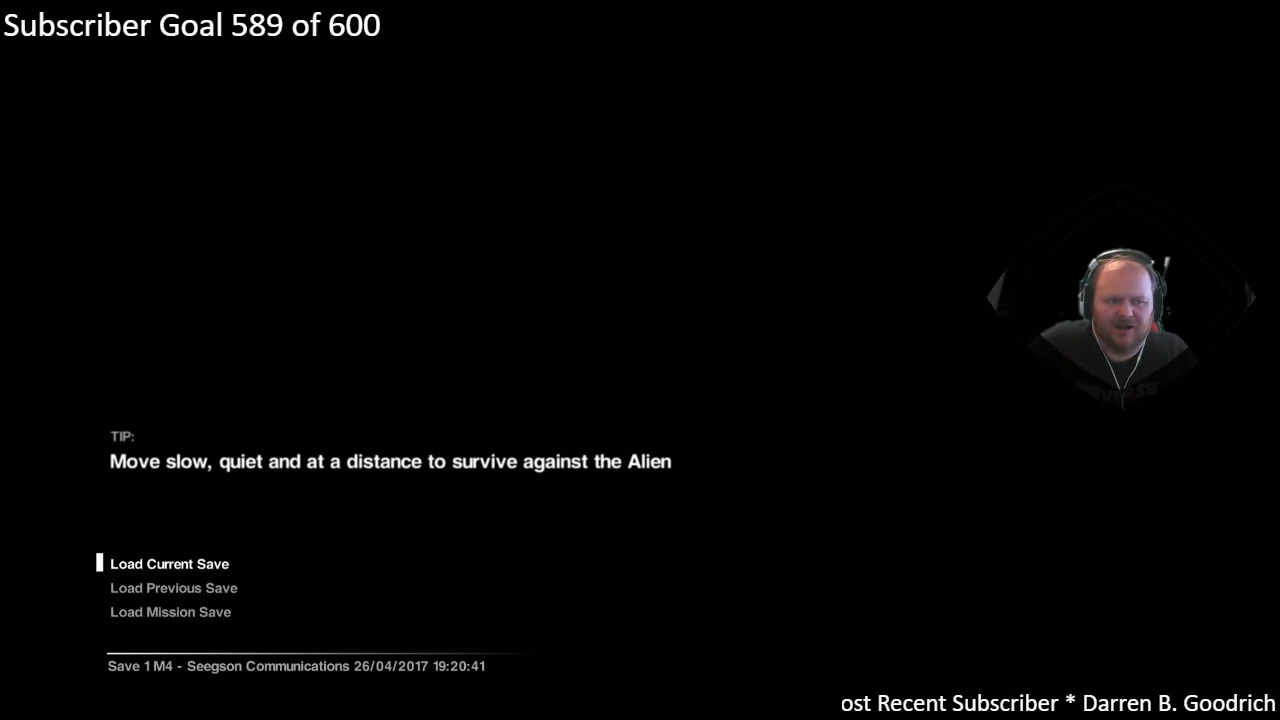 Subscriber Goal 589 of 600
TIP:
Move slow, quiet and at a distance to survive against the Alien
Load Current Save
Load Previous Save
Load Mission Save
Save 1 M4 - Seegson Communications 26/04/2017 19:20:41
ost Recent Subscriber * Darren B. Goodrich